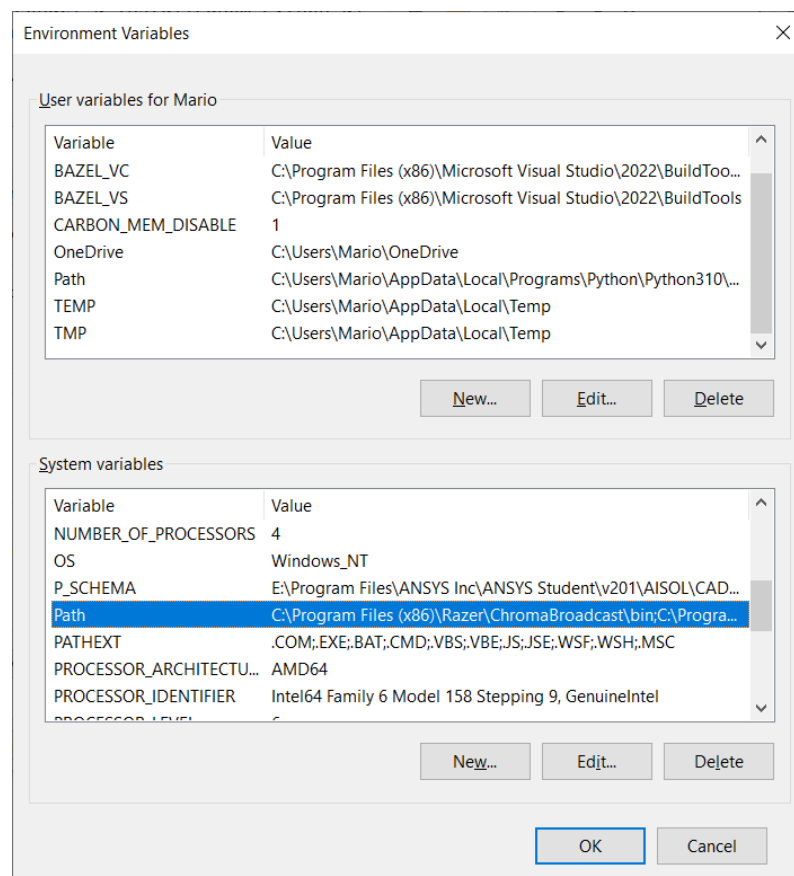 Environment Variables
User variables for Mario
Variable Value
BAZEL_VC C:\Program Files (x86)\Microsoft Visual Studio\2022\BuildToo...
BAZEL_VS C:\Program Files (x86)\Microsoft Visual Studio\2022\BuildTools
CARBON_MEM_DISABLE 1
OneDrive C:\Users\Mario\OneDrive
Path C:\Users\Mario\AppData\Local\Programs\Python\Python310\...
TEMP C:\Users\Mario\AppData\Local\Temp
TMP C:\Users\Mario\AppData\Local\Temp
New... Edit... Delete
System variables
Variable Value
NUMBER_OF_PROCESSORS 4
OS Windows_NT
P_SCHEMA E:\Program Files\ANSYS Inc\ANSYS Student\v201\AISOL\CAD...
Path C:\Program Files (x86)\Razer\ChromaBroadcast\bin;C:\Progra...
PATHEXT .COM;.EXE;.BAT;.CMD;.VBS;.VBE;.JS;.JSE;.WSF;.WSH;.MSC
PROCESSOR_ARCHITECTU... AMD64
PROCESSOR_IDENTIFIER Intel64 Family 6 Model 158 Stepping 9, GenuineIntel
New... Edit... Delete
OK Cancel